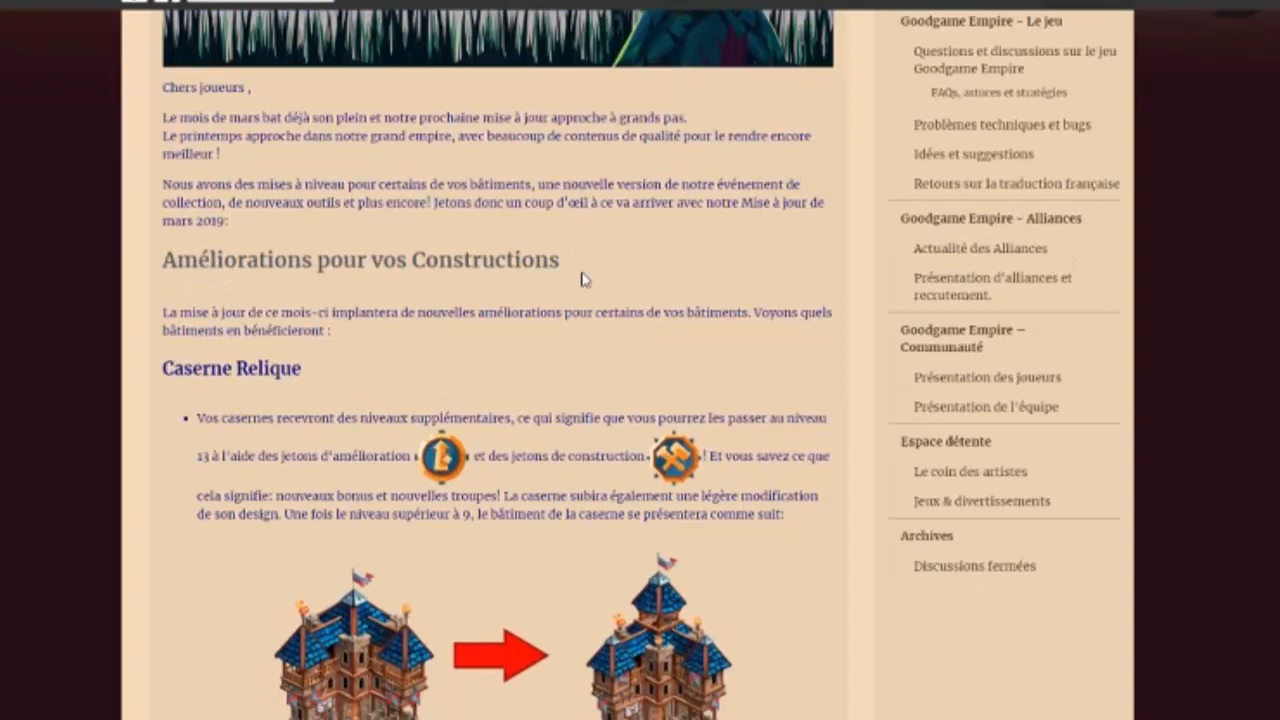 Chers joueurs ,
Le mois de mars bat déjà son plein et notre prochaine mise à jour approche à grands pas.
Le printemps approche dans notre grand empire, avec beaucoup de contenus de qualité pour le rendre encore
meilleur !
Nous avons des mises à niveau pour certains de vos bâtiments, une nouvelle version de notre événement de
collection, de nouveaux outils et plus encore! Jetons donc un coup d'œil à ce va arriver avec notre Mise à jour de
mars 2019:
Améliorations pour vos Constructions
La mise à jour de ce mois-ci implantera de nouvelles améliorations pour certains de vos bâtiments. Voyons quels
bâtiments en bénéficieront :
Caserne Relique
▪ Vos casernes recevront des niveaux supplémentaires, ce qui signifie que vous pourrez les passer au niveau
13 à l'aide des jetons d'amélioration et des jetons de construction ! Et vous savez ce que
cela signifie: nouveaux bonus et nouvelles troupes! La caserne subira également une légère modification
de son design. Une fois le niveau supérieur à 9, le bâtiment de la caserne se présentera comme suit:
Goodgame Empire - Le jeu
Questions et discussions sur le jeu
Goodgame Empire
FAQs, astuces et stratégies
Problèmes techniques et bugs
Idées et suggestions
Retours sur la traduction française
Goodgame Empire - Alliances
Actualité des Alliances
Présentation d'alliances et
recrutement.
Goodgame Empire –
Communauté
Présentation des joueurs
Présentation de l'équipe
Espace détente
Le coin des artistes
Jeux & divertissements
Archives
Discussions fermées